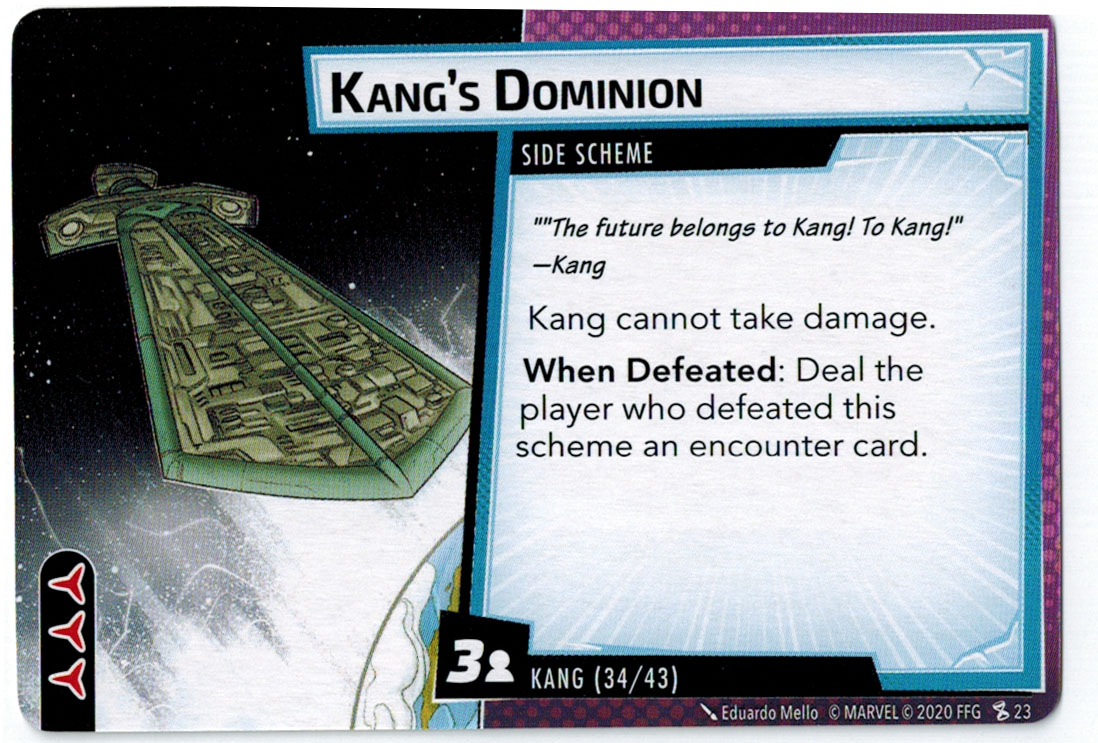 KANG'S DOMINION
SIDE SCHEME
""The future belongs to Kang! To Kang!"
—Kang
Kang cannot take damage.
When Defeated: Deal the
player who defeated this
scheme an encounter card.
3
KANG (34/43)
Eduardo Mello © MARVEL © 2020 FFG 23